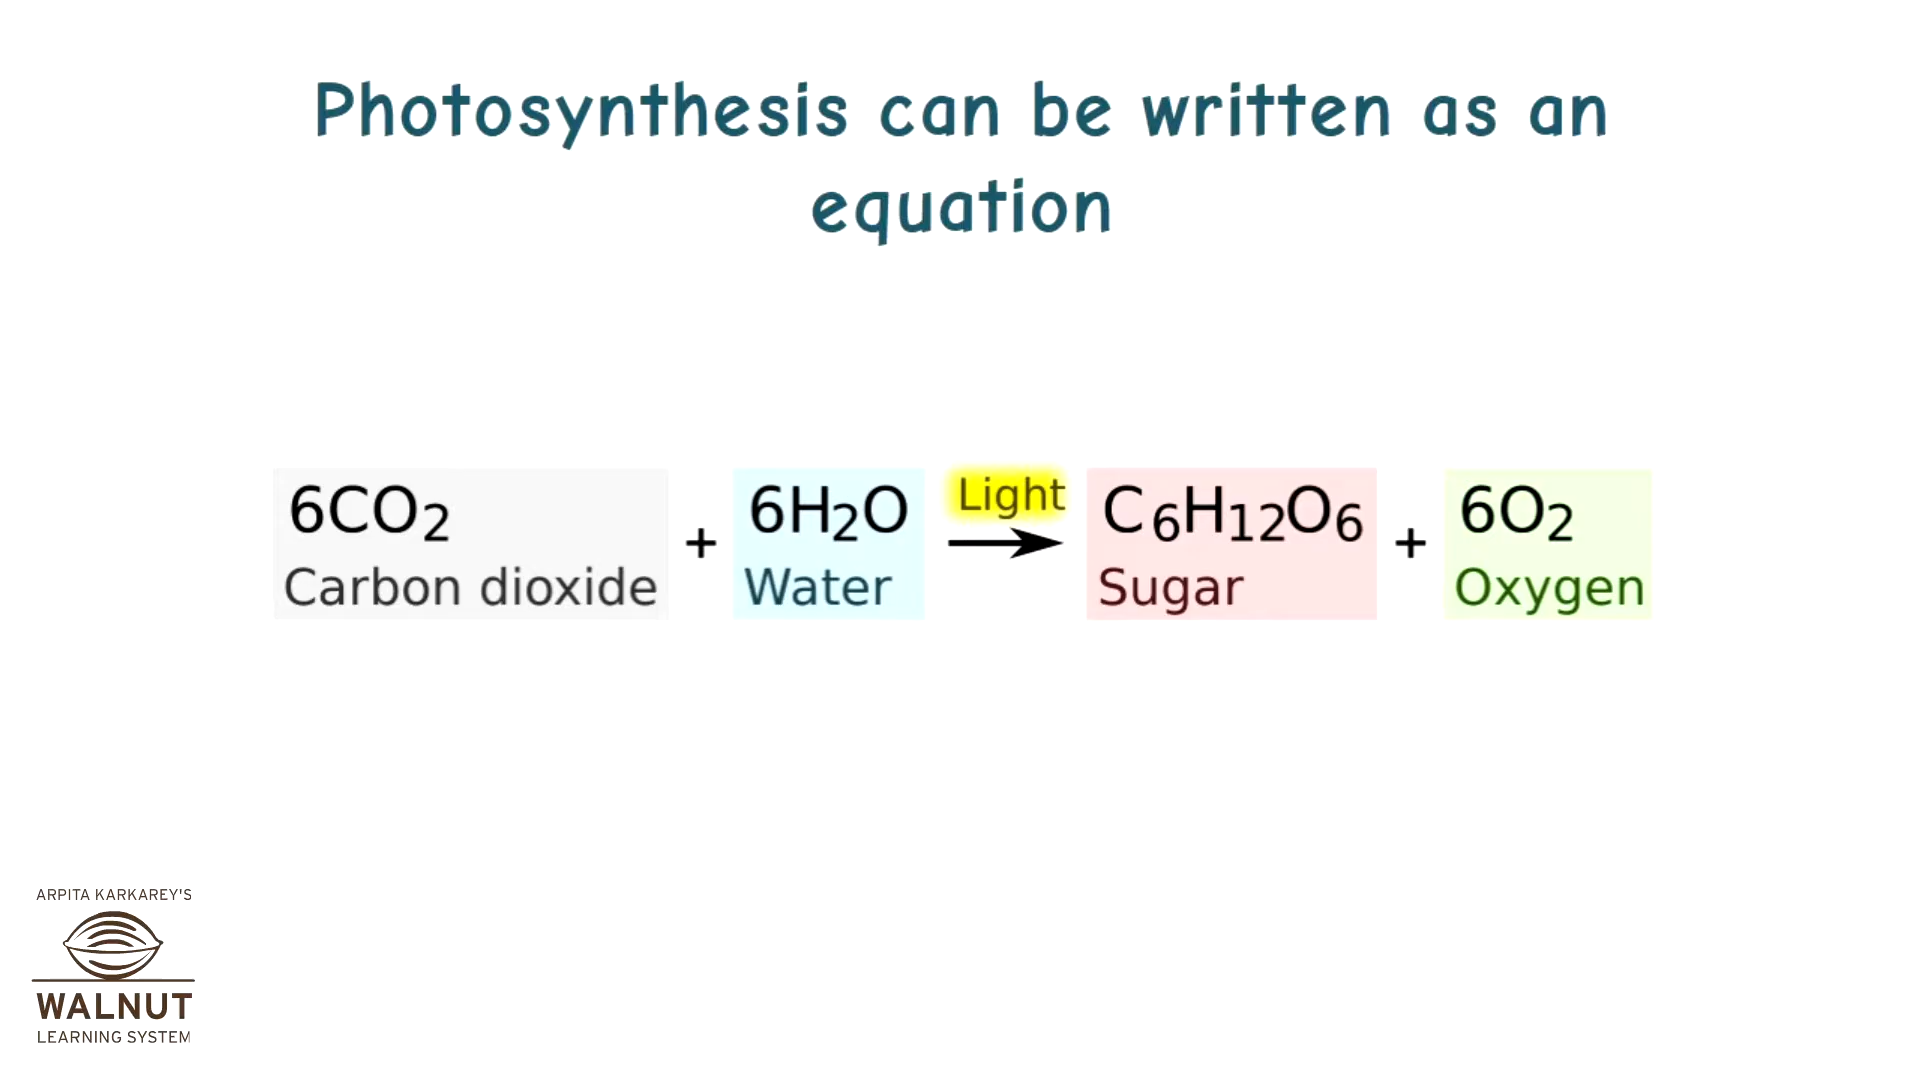 Photosynthesis can be written as an
equation
6CO₂ + 6H₂O Light → C₆H₁₂O₆ + 6O₂
Carbon dioxide Water Sugar Oxygen
ARPITA KARKAREY'S
WALNUT
LEARNING SYSTEM